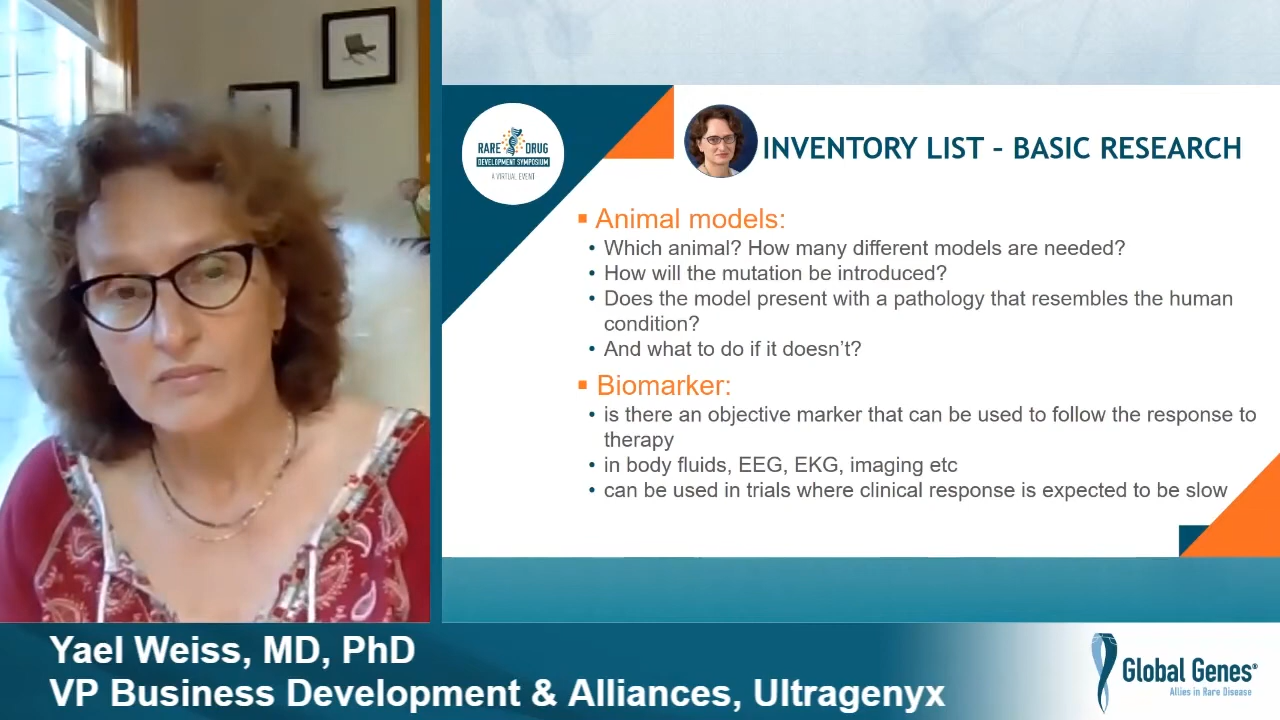 RARE DRUG
DEVELOPMENT SYMPOSIUM
A VIRTUAL EVENT
INVENTORY LIST – BASIC RESEARCH
▪ Animal models:
• Which animal? How many different models are needed?
• How will the mutation be introduced?
• Does the model present with a pathology that resembles the human
condition?
• And what to do if it doesn't?
▪ Biomarker:
• is there an objective marker that can be used to follow the response to
therapy
• in body fluids, EEG, EKG, imaging etc
• can be used in trials where clinical response is expected to be slow
Yael Weiss, MD, PhD
VP Business Development & Alliances, Ultragenyx
Global Genes®
Allies in Rare Disease